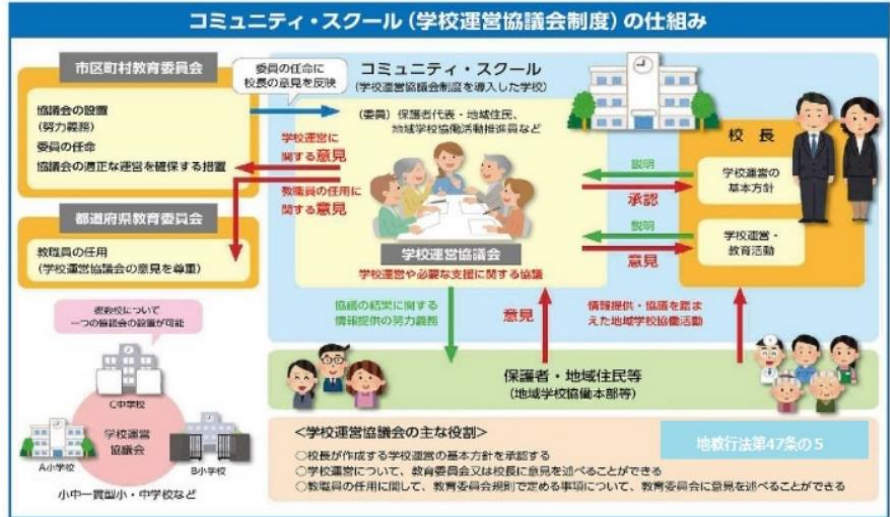 コミュニティ・スクール(学校運営協議会制度)の仕組み
市区町村教育委員会
協議会の設置
(努力義務)
委員の任命
協議会の適正な運営を確保する措置
委員の任命に
校長の意見を反映
コミュニティ・スクール
(学校運営協議会制度を導入した学校)
(委員)保護者代表・地域住民、
地域学校協働活動推進員など
学校運営に
関する意見
教職員の任用に
関する意見
学校運営協議会
学校運営や必要な支援に関する協議
校長
説明
承認
学校運営の
基本方針
説明
意見
学校運営・
教育活動
都道府県教育委員会
教職員の任用
(学校運営協議会の意見を尊重)
協議の結果に関する
情報提供の努力義務
意見
情報提供・協議を踏ま
えた地域学校協働活動
保護者・地域住民等
(地域学校協働本部等)
複数校について
一つの協議会の設置が可能
C中学校
学校運営
協議会
A小学校
B小学校
小中一貫型小・中学校など
<学校運営協議会の主な役割>
地教行法第47条の5
○校長が作成する学校運営の基本方針を承認する
○学校運営について、教育委員会又は校長に意見を述べることができる
○教職員の任用に関して、教育委員会規則で定める事項について、教育委員会に意見を述べることができる